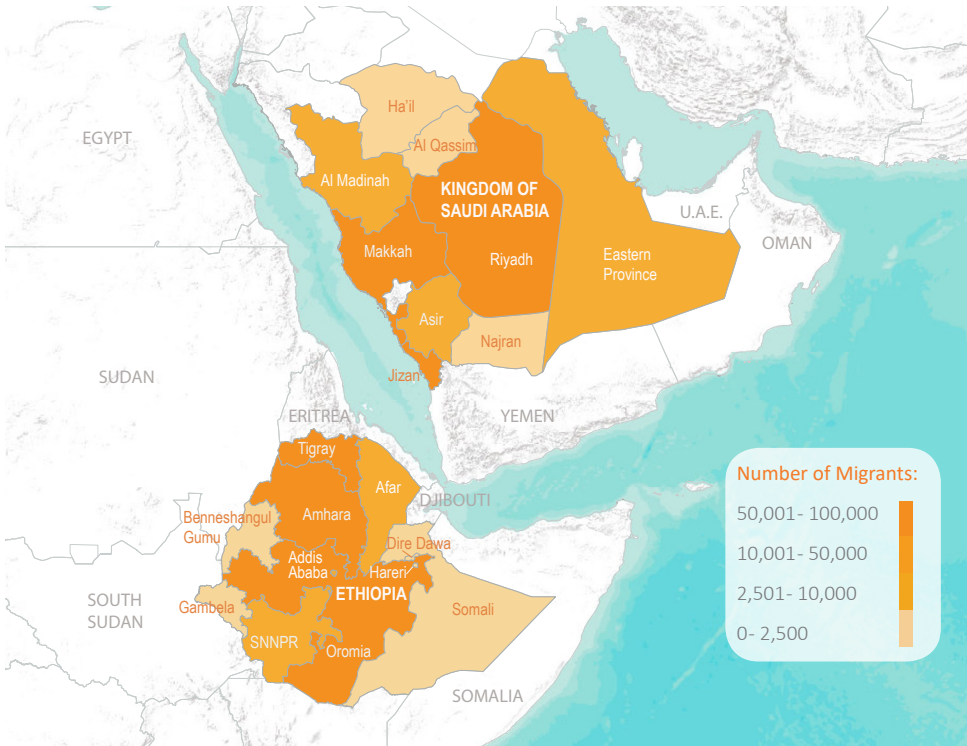 Ha'il
EGYPT
Al Qassim
Al Madinah
KINGDOM OF
SAUDI ARABIA
U.A.E.
OMAN
Makkah
Riyadh
Eastern
Province
Asir
Najran
SUDAN
Jizan
ERITREA
YEMEN
Tigray
Afar
DJIBOUTI
Benneshangul
Gumu
Amhara
Dire Dawa
Addis
Ababa
Hareri
ETHIOPIA
SOUTH
SUDAN
Gambela
Somali
SNNPR
Oromia
SOMALIA
Number of Migrants:
50,001- 100,000
10,001- 50,000
2,501- 10,000
0- 2,500